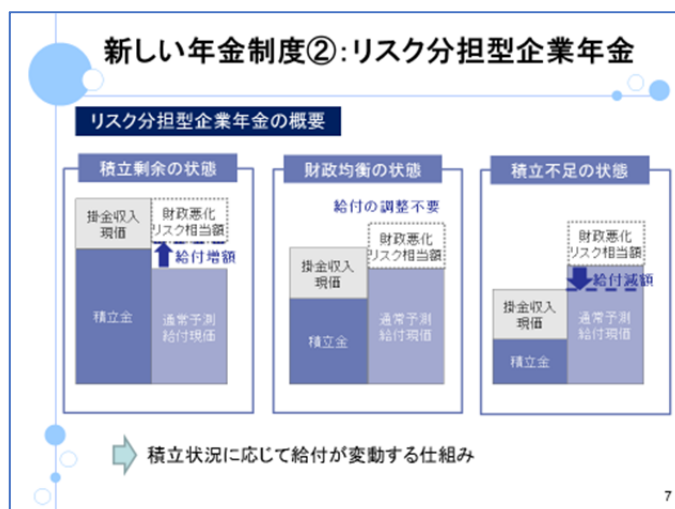 新しい年金制度②:リスク分担型企業年金
リスク分担型企業年金の概要
積立剰余の状態
掛金収入
現価
財政悪化
リスク相当額
給付増額
積立金
通常予測
給付現価
財政均衡の状態
給付の調整不要
財政悪化
リスク相当額
掛金収入
現価
通常予測
給付現価
積立金
積立不足の状態
財政悪化
リスク相当額
給付減額
掛金収入
現価
通常予測
給付現価
積立金
積立状況に応じて給付が変動する仕組み
7